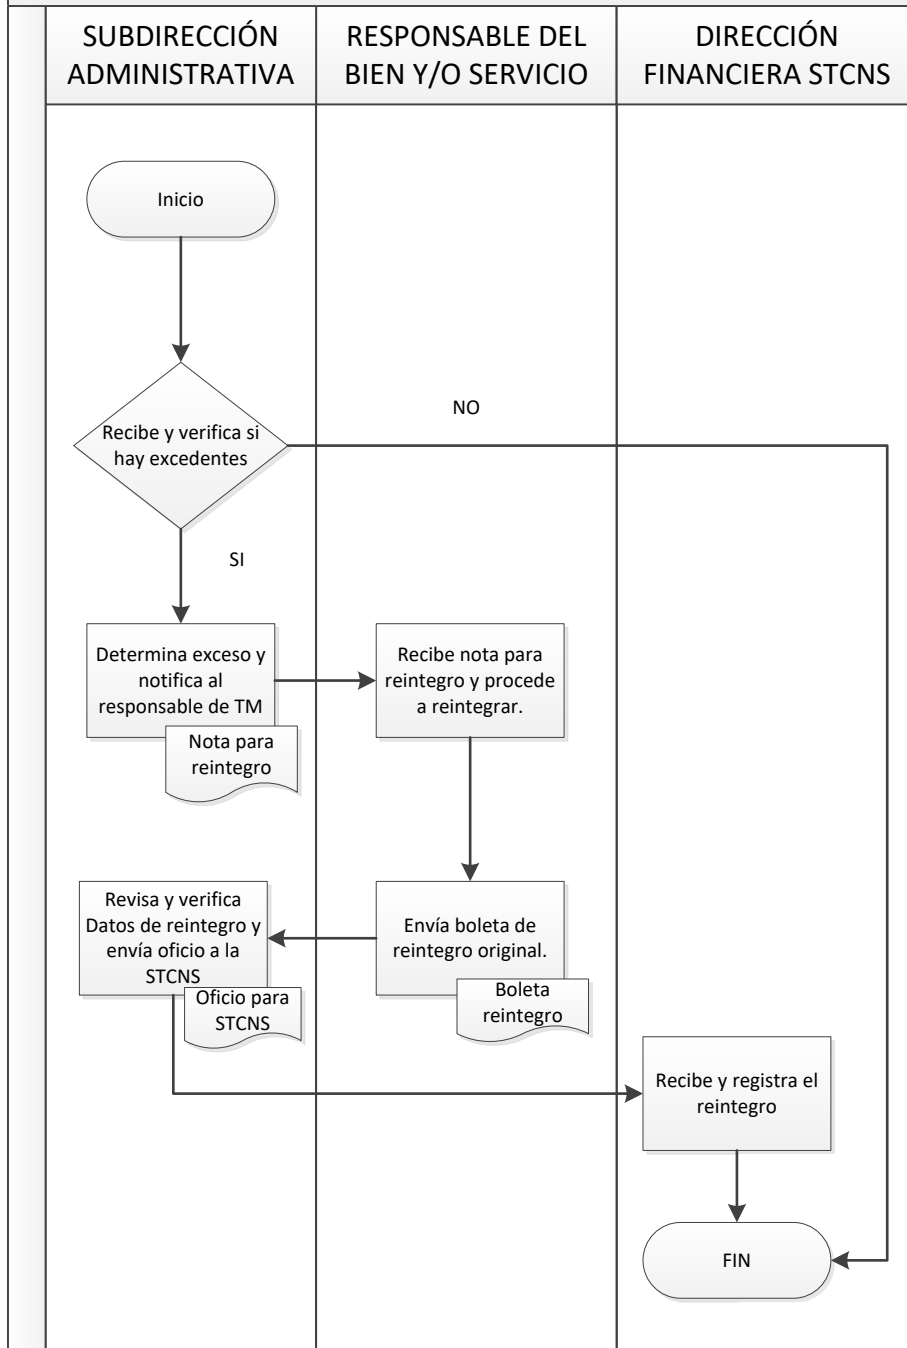 SUBDIRECCIÓN
ADMINISTRATIVA
RESPONSABLE DEL
BIEN Y/O SERVICIO
DIRECCIÓN
FINANCIERA STCNS
Inicio
Recibe y verifica si
hay excedentes
NO
SI
Determina exceso y
notifica al
responsable de TM
Nota para
reintegro
Recibe nota para
reintegro y procede
a reintegrar.
Revisa y verifica
Datos de reintegro y
envía oficio a la
STCNS
Oficio para
STCNS
Envía boleta de
reintegro original.
Boleta
reintegro
Recibe y registra el
reintegro
FIN